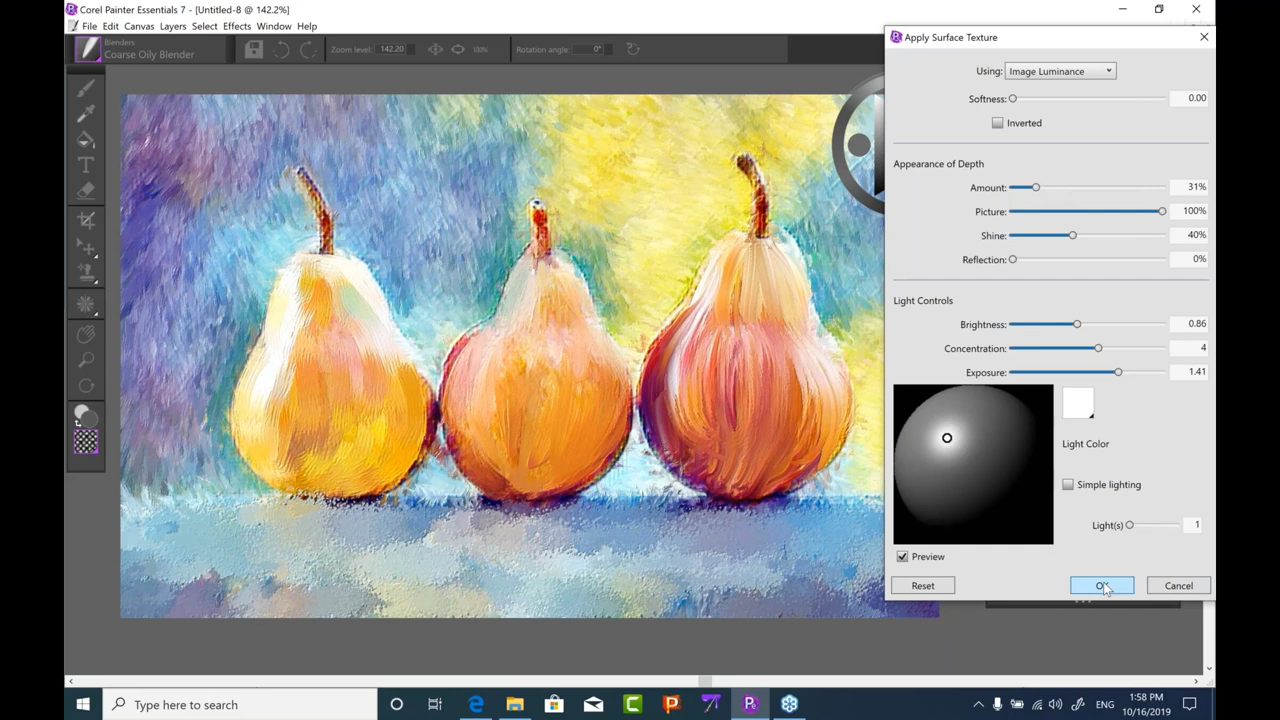 Corel Painter Essentials 7 - [Untitled-8 @ 142.2%]
File Edit Canvas Layers Select Effects Window Help
Blenders
Coarse Oily Blender
Zoom level: 142.20
100%
Rotation angle: 0°
Apply Surface Texture
Using: Image Luminance
Softness: 0.00
Inverted
Appearance of Depth
Amount: 31%
Picture: 100%
Shine: 40%
Reflection: 0%
Light Controls
Brightness: 0.86
Concentration: 4
Exposure: 1.41
Light Color
Simple lighting
Light(s) 1
Preview
Reset OK Cancel
Type here to search
ENG
1:58 PM
10/16/2019